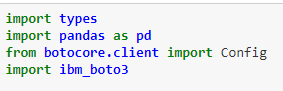 import types
import pandas as pd
from botocore.client import Config
import ibm_boto3